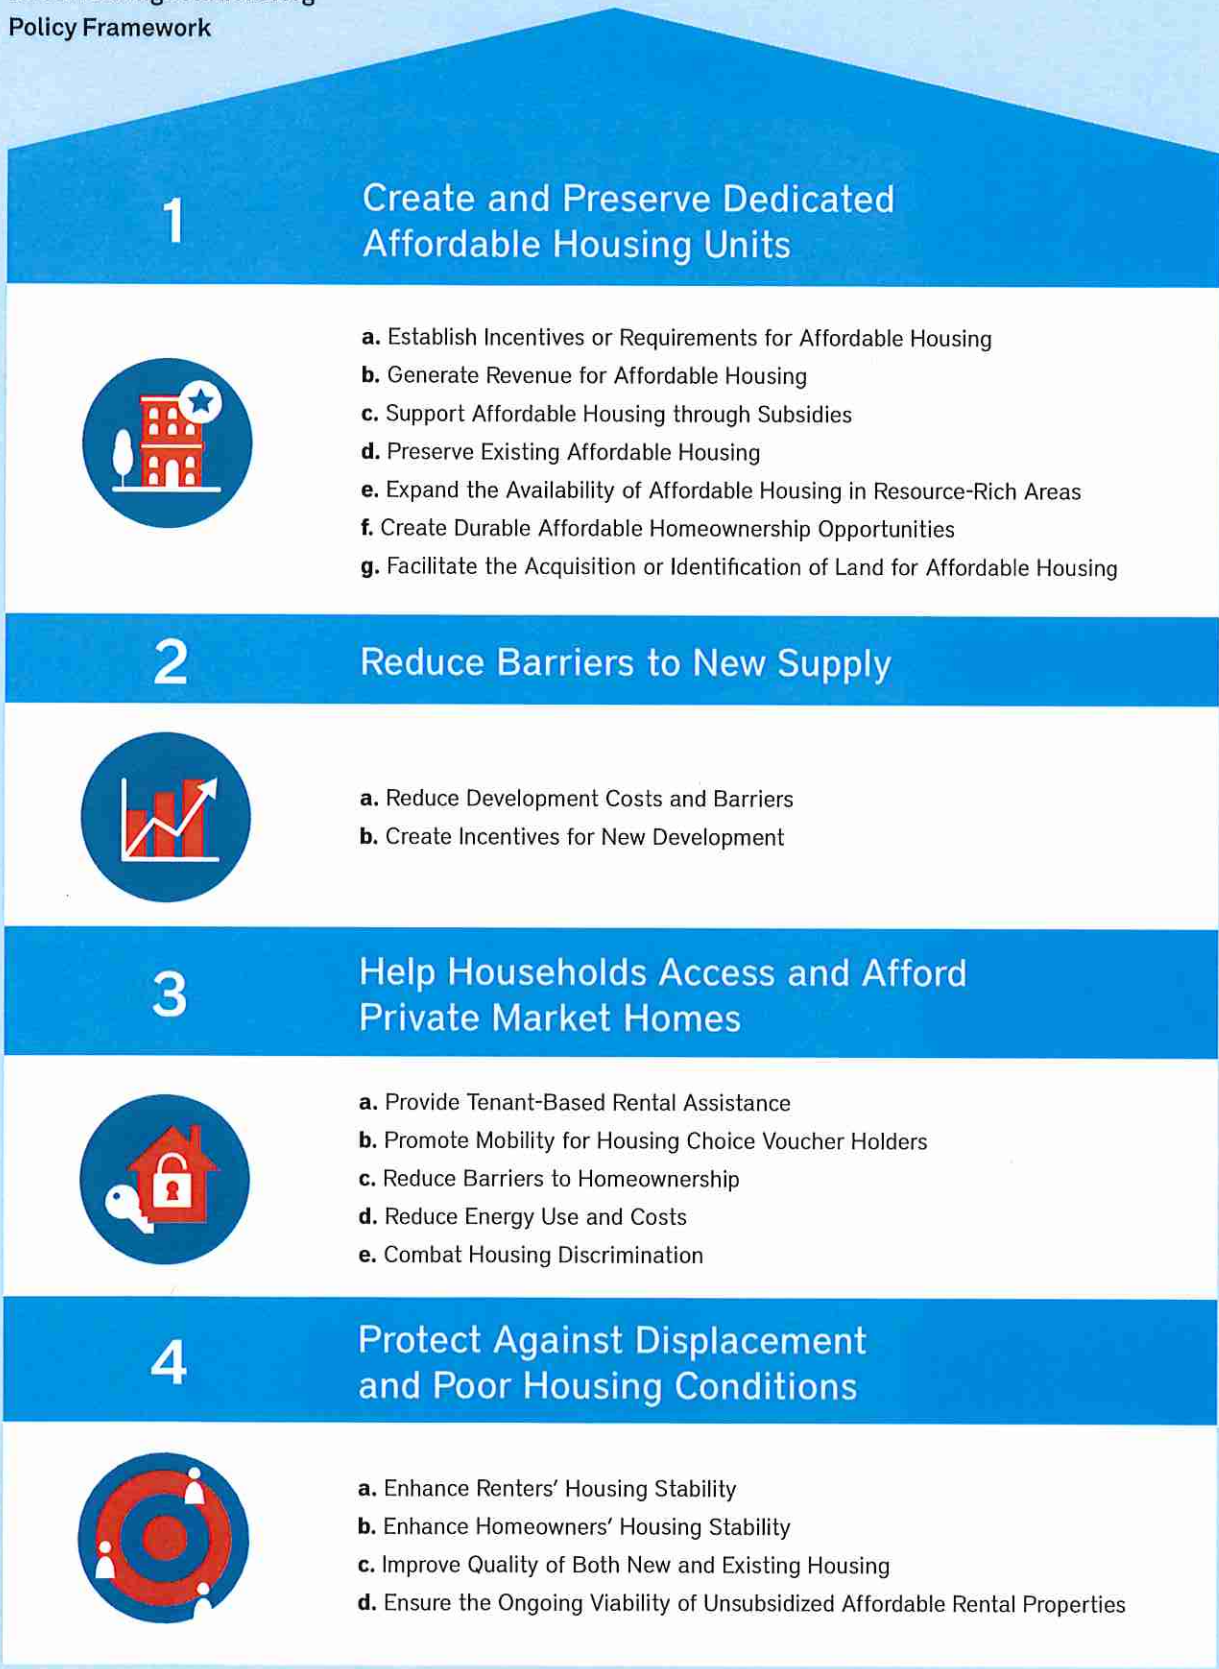 Policy Framework
1
Create and Preserve Dedicated
Affordable Housing Units
a. Establish Incentives or Requirements for Affordable Housing
b. Generate Revenue for Affordable Housing
c. Support Affordable Housing through Subsidies
d. Preserve Existing Affordable Housing
e. Expand the Availability of Affordable Housing in Resource-Rich Areas
f. Create Durable Affordable Homeownership Opportunities
g. Facilitate the Acquisition or Identification of Land for Affordable Housing
2
Reduce Barriers to New Supply
a. Reduce Development Costs and Barriers
b. Create Incentives for New Development
3
Help Households Access and Afford
Private Market Homes
a. Provide Tenant-Based Rental Assistance
b. Promote Mobility for Housing Choice Voucher Holders
c. Reduce Barriers to Homeownership
d. Reduce Energy Use and Costs
e. Combat Housing Discrimination
4
Protect Against Displacement
and Poor Housing Conditions
a. Enhance Renters’ Housing Stability
b. Enhance Homeowners’ Housing Stability
c. Improve Quality of Both New and Existing Housing
d. Ensure the Ongoing Viability of Unsubsidized Affordable Rental Properties